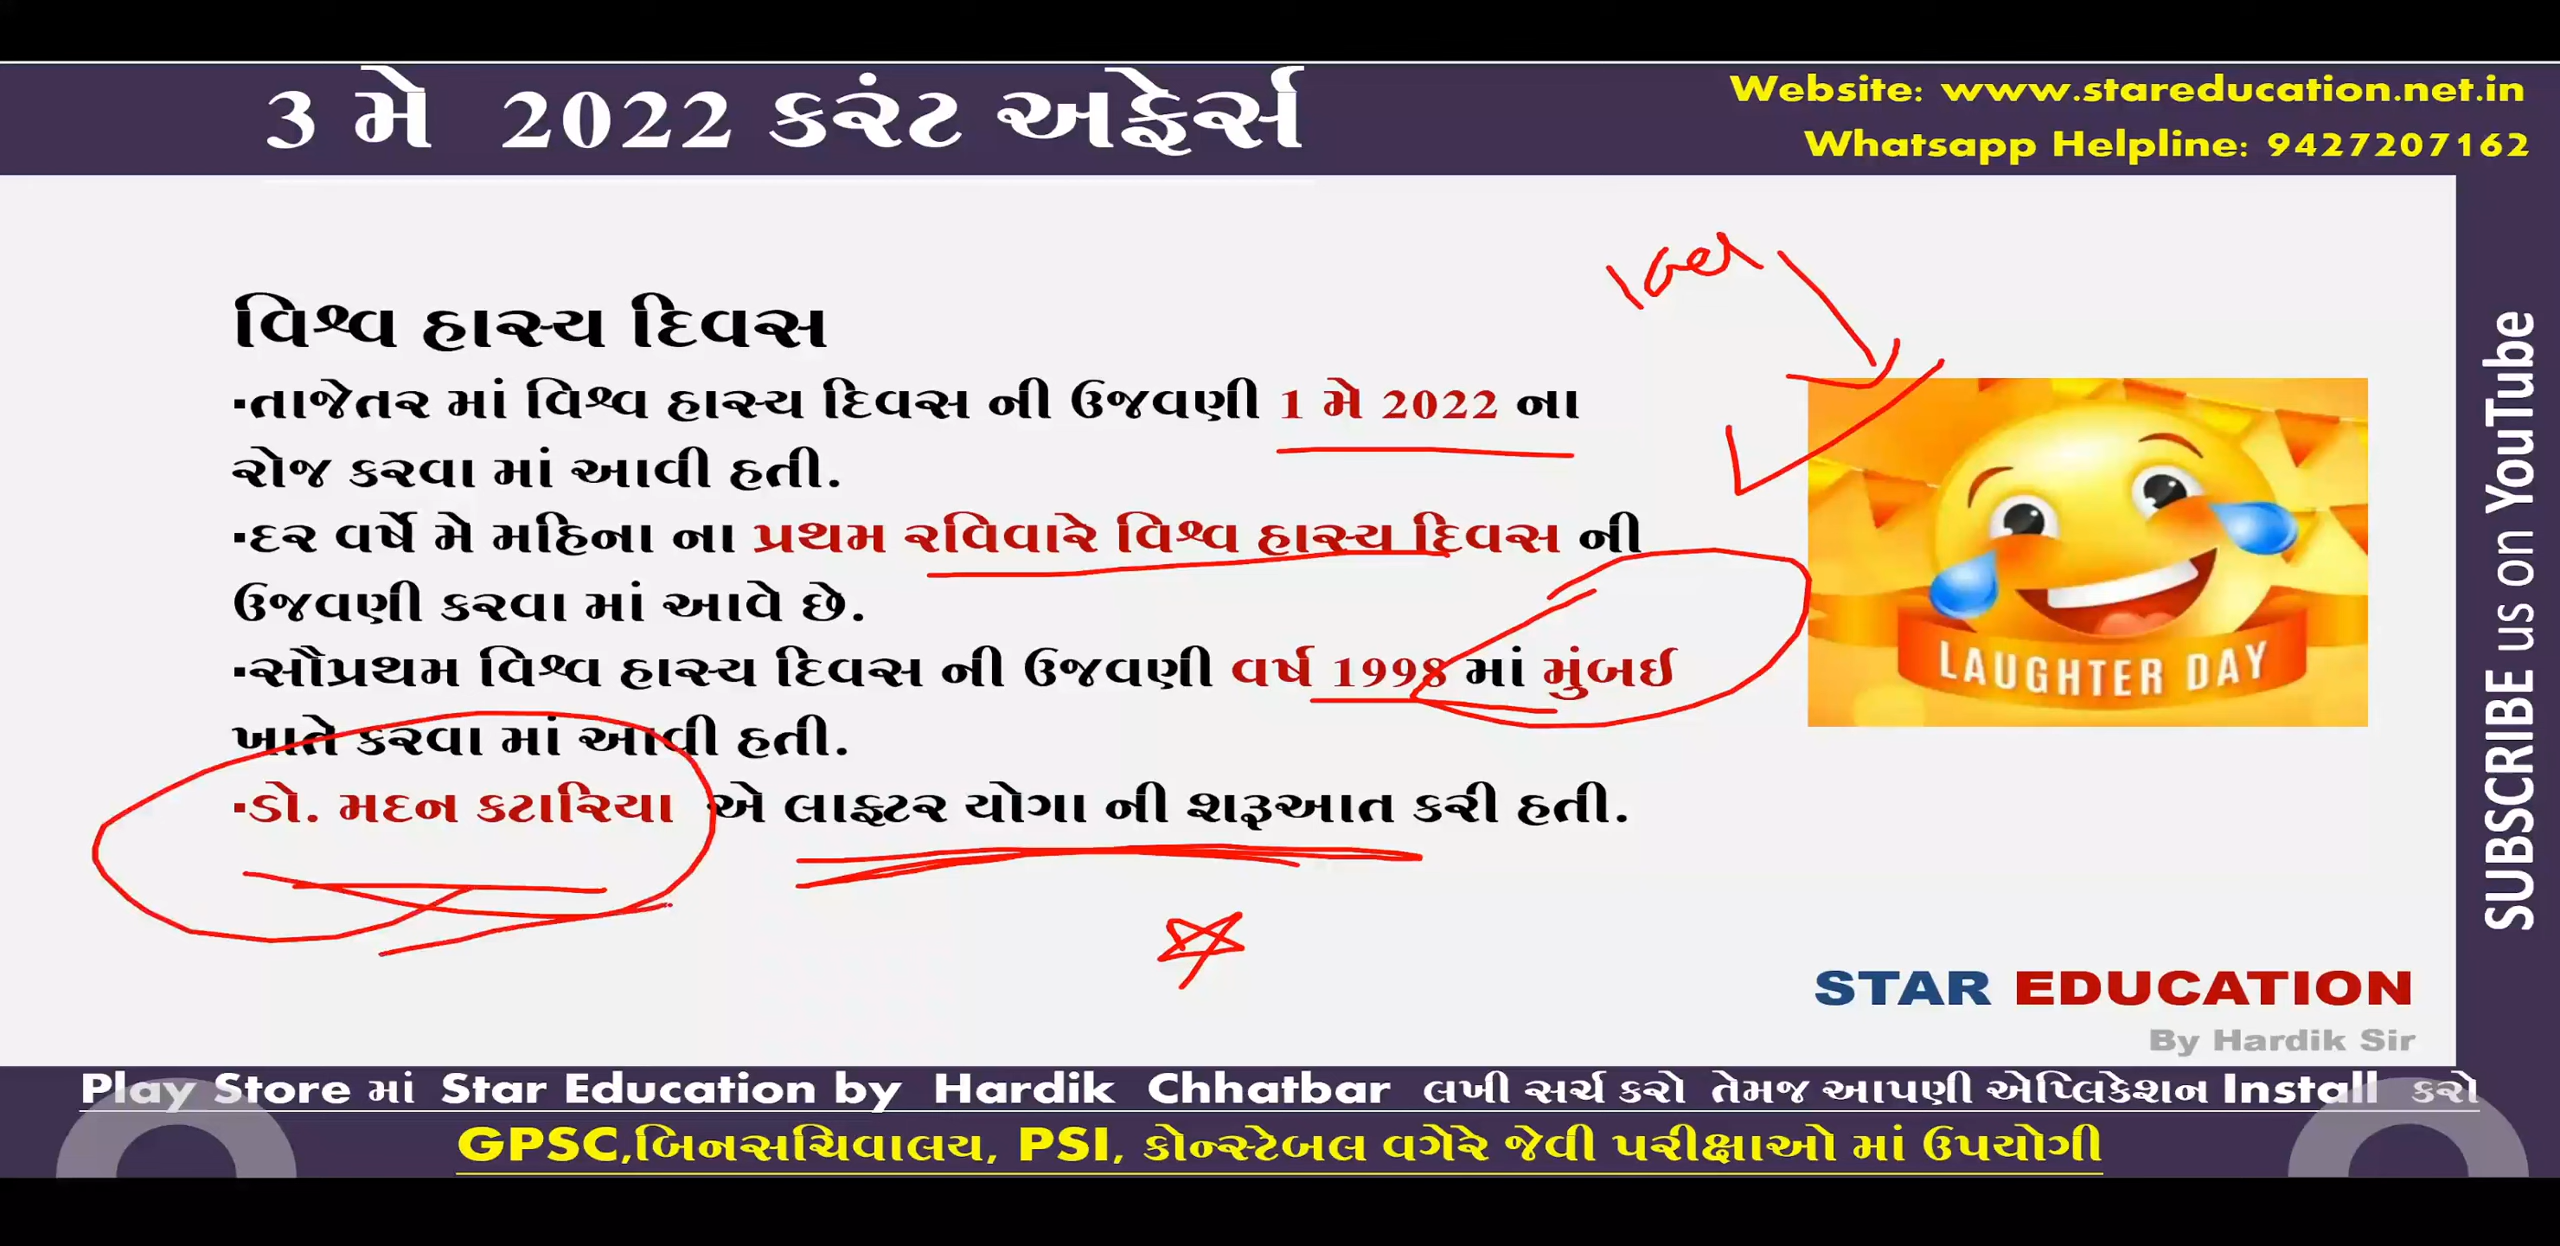 3 મે 2022 કરંટ અફેર્સ
Website: www.stareducation.net.in
Whatsapp Helpline: 9427207162
વિશ્વ હાસ્ય દિવસ
▪તાજેતર માં વિશ્વ હાસ્ય દિવસ ની ઉજવણી 1 મે 2022 ના
રોજ કરવા માં આવી હતી.
▪દર વર્ષે મે મહિના ના પ્રથમ રવિવારે વિશ્વ હાસ્ય દિવસ ની
ઉજવણી કરવા માં આવે છે.
▪સૌપ્રથમ વિશ્વ હાસ્ય દિવસ ની ઉજવણી વર્ષ 1998 માં મુંબઈ
ખાતે કરવા માં આવી હતી.
▪ડો. મદન કટારિયા એ લાફ્ટર યોગા ની શરૂઆત કરી હતી.
LAUGHTER DAY
SUBSCRIBE us on YouTube
STAR EDUCATION
By Hardik Sir
Play Store માં Star Education by Hardik Chhatbar લખી સર્ચ કરો તેમજ આપણી એપ્લિકેશન Install કરો
GPSC,બિનસચિવાલય, PSI, કોન્સ્ટેબલ વગેરે જેવી પરીક્ષાઓ માં ઉપયોગી